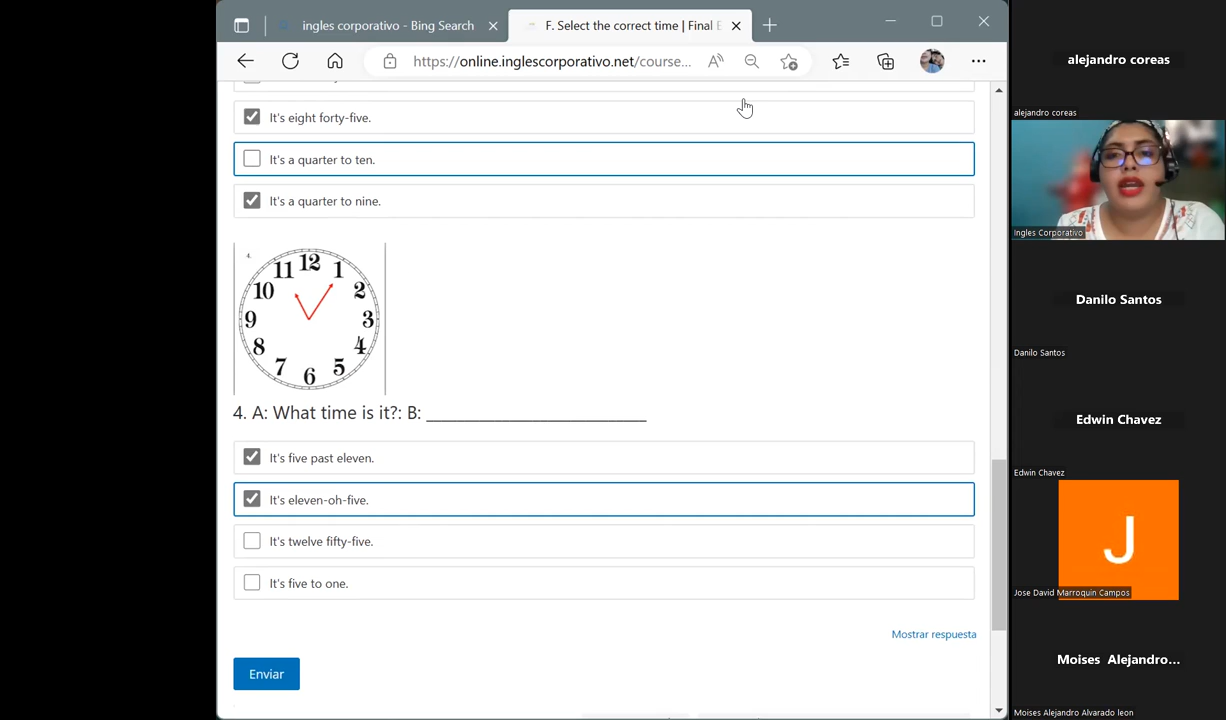 ingles corporativo - Bing Search
F. Select the correct time | Final E
https://online.inglescorporativo.net/course...
It's eight forty-five.
It's a quarter to ten.
It's a quarter to nine.
4.
11 12 1
10 2
9 3
8 4
7 6 5
4. A: What time is it?: B: ___________________________
It's five past eleven.
It's eleven-oh-five.
It's twelve fifty-five.
It's five to one.
Mostrar respuesta
Enviar
alejandro coreas
alejandro coreas
Ingles Corporativo
Danilo Santos
Danilo Santos
Edwin Chavez
Edwin Chavez
J
Jose David Marroquin Campos
Moises Alejandro...
Moises Alejandro Alvarado leon